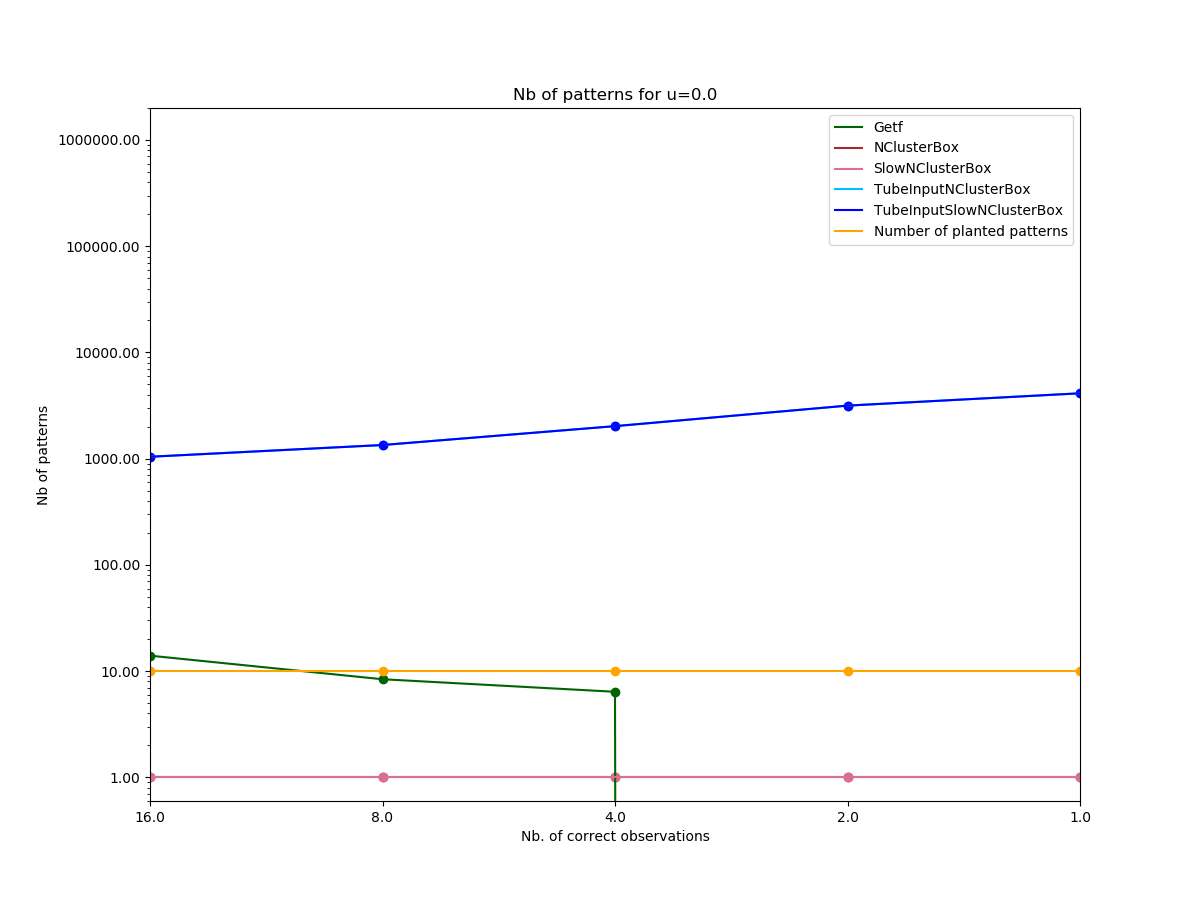 Nb of patterns for u=0.0
Getf
NClusterBox
SlowNClusterBox
TubeInputNClusterBox
TubeInputSlowNClusterBox
Number of planted patterns
1000000.00
100000.00
10000.00
1000.00
100.00
10.00
1.00
Nb of patterns
16.0 8.0 4.0 2.0 1.0
Nb. of correct observations